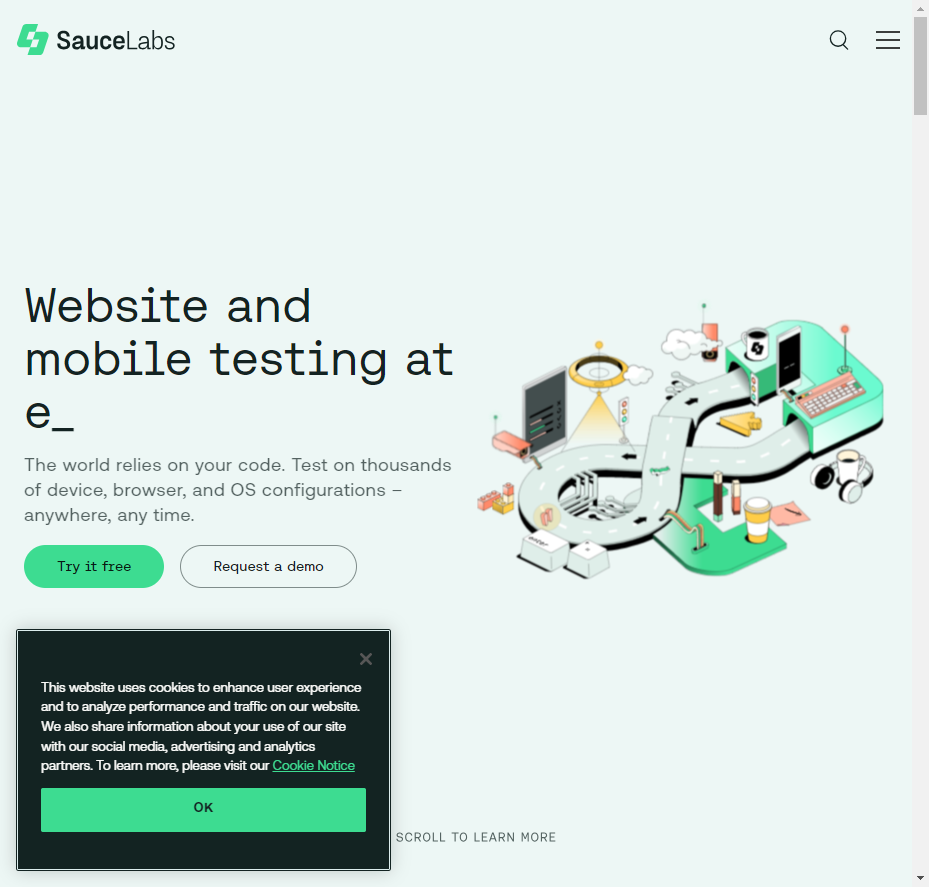 SauceLabs
Website and
mobile testing at
e_
The world relies on your code. Test on thousands
of device, browser, and OS configurations –
anywhere, any time.
Try it free
Request a demo
enter
This website uses cookies to enhance user experience
and to analyze performance and traffic on our website.
We also share information about your use of our site
with our social media, advertising and analytics
partners. To learn more, please visit our Cookie Notice
OK
SCROLL TO LEARN MORE